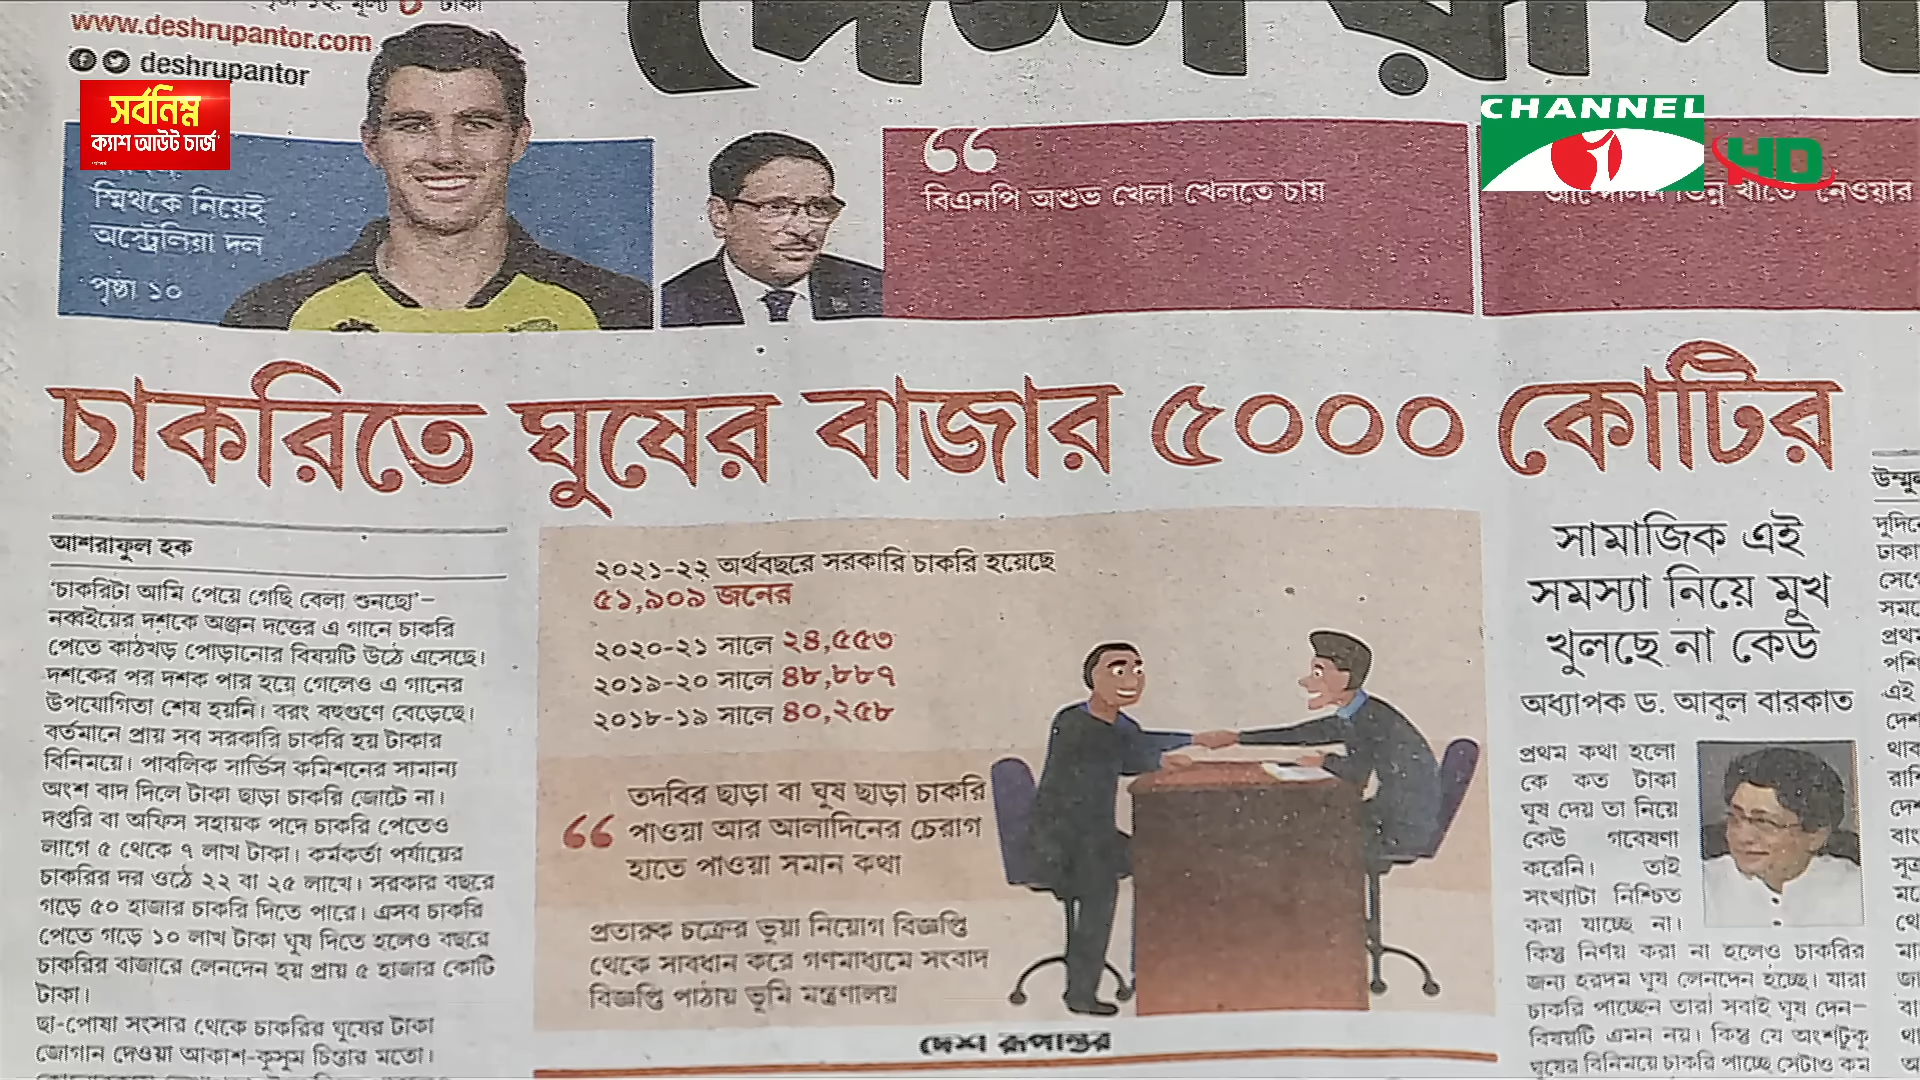 www.deshrupantor.com
deshrupantor
সর্বনিম্ন
ক্যাশ আউট চার্জ
স্মিথকে নিয়েই
অস্ট্রেলিয়া দল
পৃষ্ঠা ১০
বিএনপি অশুভ খেলা খেলতে চায়
CHANNEL
HD
চাকরিতে ঘুষের বাজার ৫০০০ কোটির
আশরাফুল হক
‘চাকরিটা আমি পেয়ে গেছি বেলা শুনছো’–
নব্বইয়ের দশকে অঞ্জন দত্তের এ গানে চাকরি
পেতে কাঠখড় পোড়ানোর বিষয়টি উঠে এসেছে।
দশকের পর দশক পার হয়ে গেলেও এ গানের
উপযোগিতা শেষ হয়নি। বরং বহুগুণে বেড়েছে।
বর্তমানে প্রায় সব সরকারি চাকরি হয় টাকার
বিনিময়ে। পাবলিক সার্ভিস কমিশনের সামান্য
অংশ বাদ দিলে টাকা ছাড়া চাকরি জোটে না।
দপ্তরি বা অফিস সহায়ক পদে চাকরি পেতেও
লাগে ৫ থেকে ৭ লাখ টাকা। কর্মকর্তা পর্যায়ের
চাকরির দর ওঠে ২২ বা ২৫ লাখে। সরকার বছরে
গড়ে ৫০ হাজার চাকরি দিতে পারে। এসব চাকরি
পেতে গড়ে ১০ লাখ টাকা ঘুষ দিতে হলেও বছরে
চাকরির বাজারে লেনদেন হয় প্রায় ৫ হাজার কোটি
টাকা।
ছা-পোষা সংসার থেকে চাকরির ঘুষের টাকা
জোগান দেওয়া আকাশ-কুসুম চিন্তার মতো।
২০২১-২২ অর্থবছরে সরকারি চাকরি হয়েছে
৫১,৯০৯ জনের
২০২০-২১ সালে ২৪,৫৫৩
২০১৯-২০ সালে ৪৮,৮৮৭
২০১৮-১৯ সালে ৪০,২৫৮
তদবির ছাড়া বা ঘুষ ছাড়া চাকরি
“ পাওয়া আর আলাদিনের চেরাগ
হাতে পাওয়া সমান কথা
প্রতারক চক্রের ভুয়া নিয়োগ বিজ্ঞপ্তি
থেকে সাবধান করে গণমাধ্যমে সংবাদ
বিজ্ঞপ্তি পাঠায় ভূমি মন্ত্রণালয়
দেশ রূপান্তর
সামাজিক এই
সমস্যা নিয়ে মুখ
খুলছে না কেউ
অধ্যাপক ড. আবুল বারকাত
প্রথম কথা হলো
কে কত টাকা
ঘুষ দেয় তা নিয়ে
কেউ গবেষণা
করেনি। তাই
সংখ্যাটা নিশ্চিত
করা যাচ্ছে না।
কিন্তু নির্ণয় করা না হলেও চাকরির
জন্য হরদম ঘুষ লেনদেন হচ্ছে। যারা
চাকরি পাচ্ছেন তারা সবাই ঘুষ দেন–
বিষয়টি এমন নয়। কিন্তু যে অংশটুকু
ঘুষের বিনিময়ে চাকরি পাচ্ছে সেটাও কম